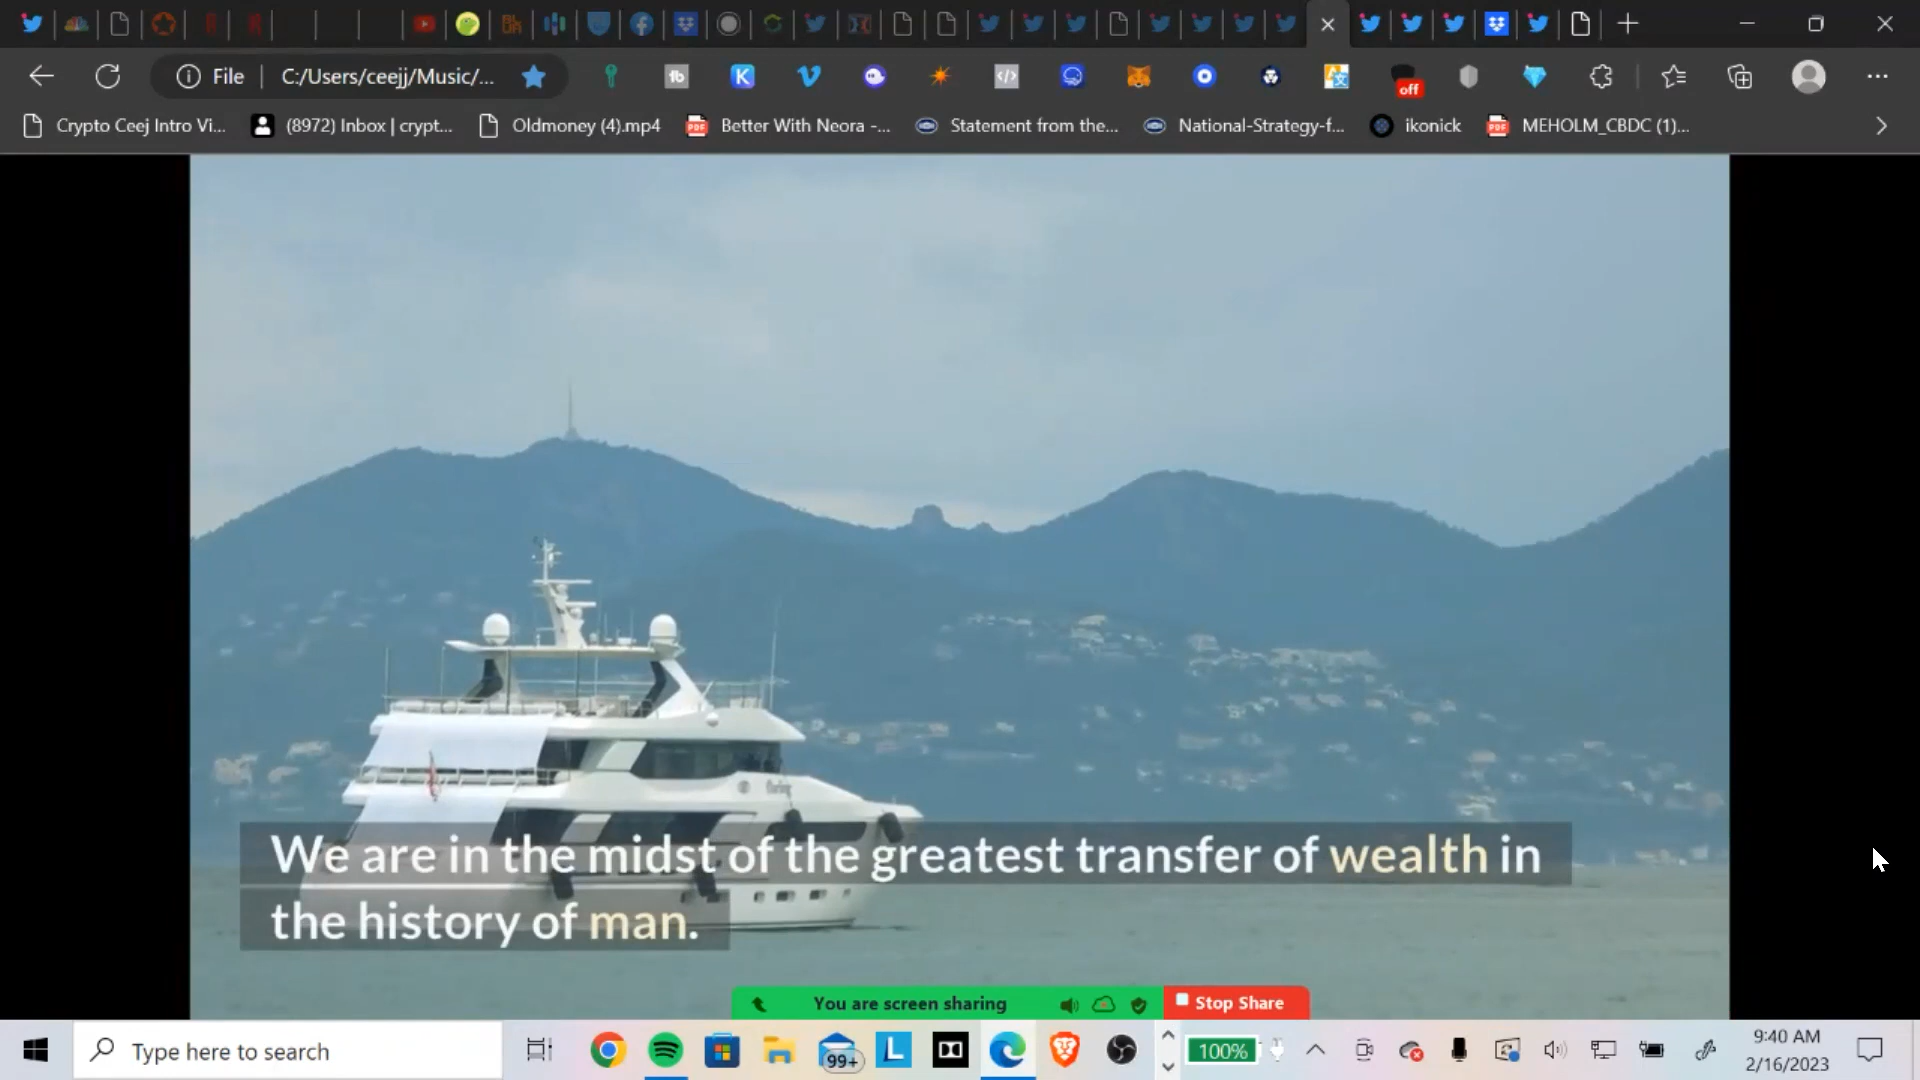 File
C:/Users/ceejj/Music/...
off
Crypto Ceej Intro Vi...
(8972) Inbox | crypt...
Oldmoney (4).mp4
Better With Neora -...
Statement from the...
National-Strategy-f...
ikonick
MEHOLM_CBDC (1)...
We are in the midst of the greatest transfer of wealth in
the history of man.
You are screen sharing
Stop Share
Type here to search
99+
100%
9:40 AM
2/16/2023